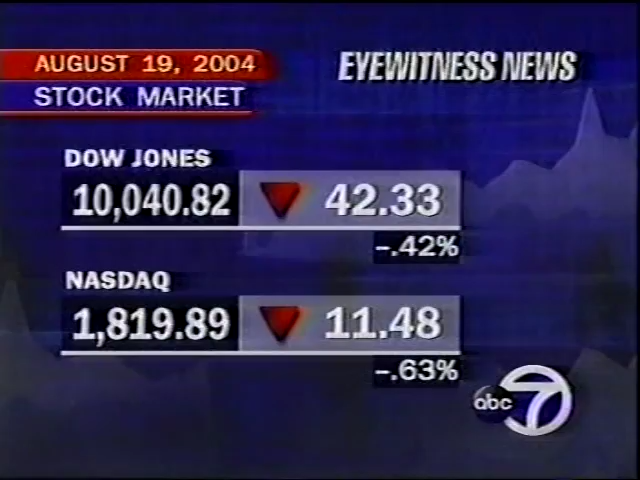 AUGUST 19, 2004
EYEWITNESS NEWS
STOCK MARKET
DOW JONES
10,040.82 ▼ 42.33
–.42%
NASDAQ
1,819.89 ▼ 11.48
–.63%
abc 7